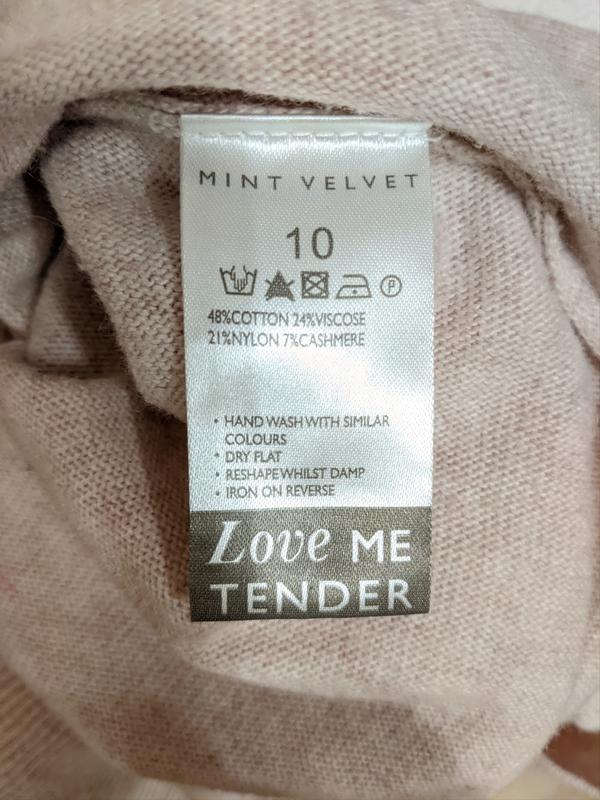 MINT VELVET
10
P
48%COTTON 24%VISCOSE
21%NYLON 7%CASHMERE
• HAND WASH WITH SIMILAR
COLOURS
• DRY FLAT
• RESHAPE WHILST DAMP
• IRON ON REVERSE
Love ME
TENDER